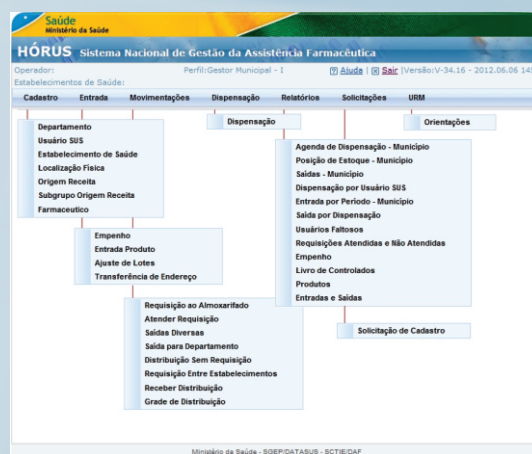 Saúde
Ministério da Saúde
HÓRUS Sistema Nacional de Gestão da Assistência Farmacêutica
Operador: Perfil:Gestor Municipal - I Ajuda | Sair |Versão:V-34.16 - 2012.06.06 145
Estabelecimentos de Saúde:
Cadastro Entrada Movimentações Dispensação Relatórios Solicitações URM
Departamento
Usuário SUS
Estabelecimento de Saúde
Localização Física
Origem Receita
Subgrupo Origem Receita
Farmaceutico
Empenho
Entrada Produto
Ajuste de Lotes
Transferência de Endereço
Requisição ao Almoxarifado
Atender Requisição
Saídas Diversas
Saída para Departamento
Distribuição Sem Requisição
Requisição Entre Estabelecimentos
Receber Distribuição
Grade de Distribuição
Dispensação
Agenda de Dispensação - Município
Posição de Estoque - Município
Saídas - Município
Dispensação por Usuário SUS
Entrada por Período - Município
Saída por Dispensação
Usuários Faltosos
Requisições Atendidas e Não Atendidas
Empenho
Livro de Controlados
Produtos
Entradas e Saídas
Solicitação de Cadastro
Orientações
Ministério da Saúde - SGEP/DATASUS - SCTIE/DAF